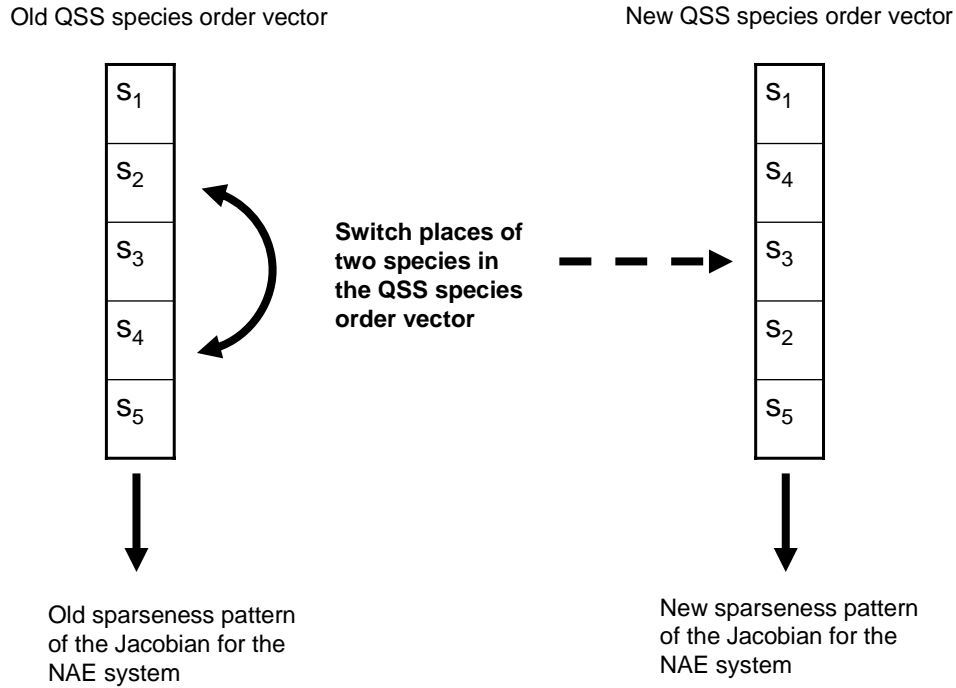 Old QSS species order vector
New QSS species order vector
s1
s2
s3
s4
s5
Switch places of
two species in
the QSS species
order vector
s1
s4
s3
s2
s5
Old sparseness pattern
of the Jacobian for the
NAE system
New sparseness pattern
of the Jacobian for the
NAE system